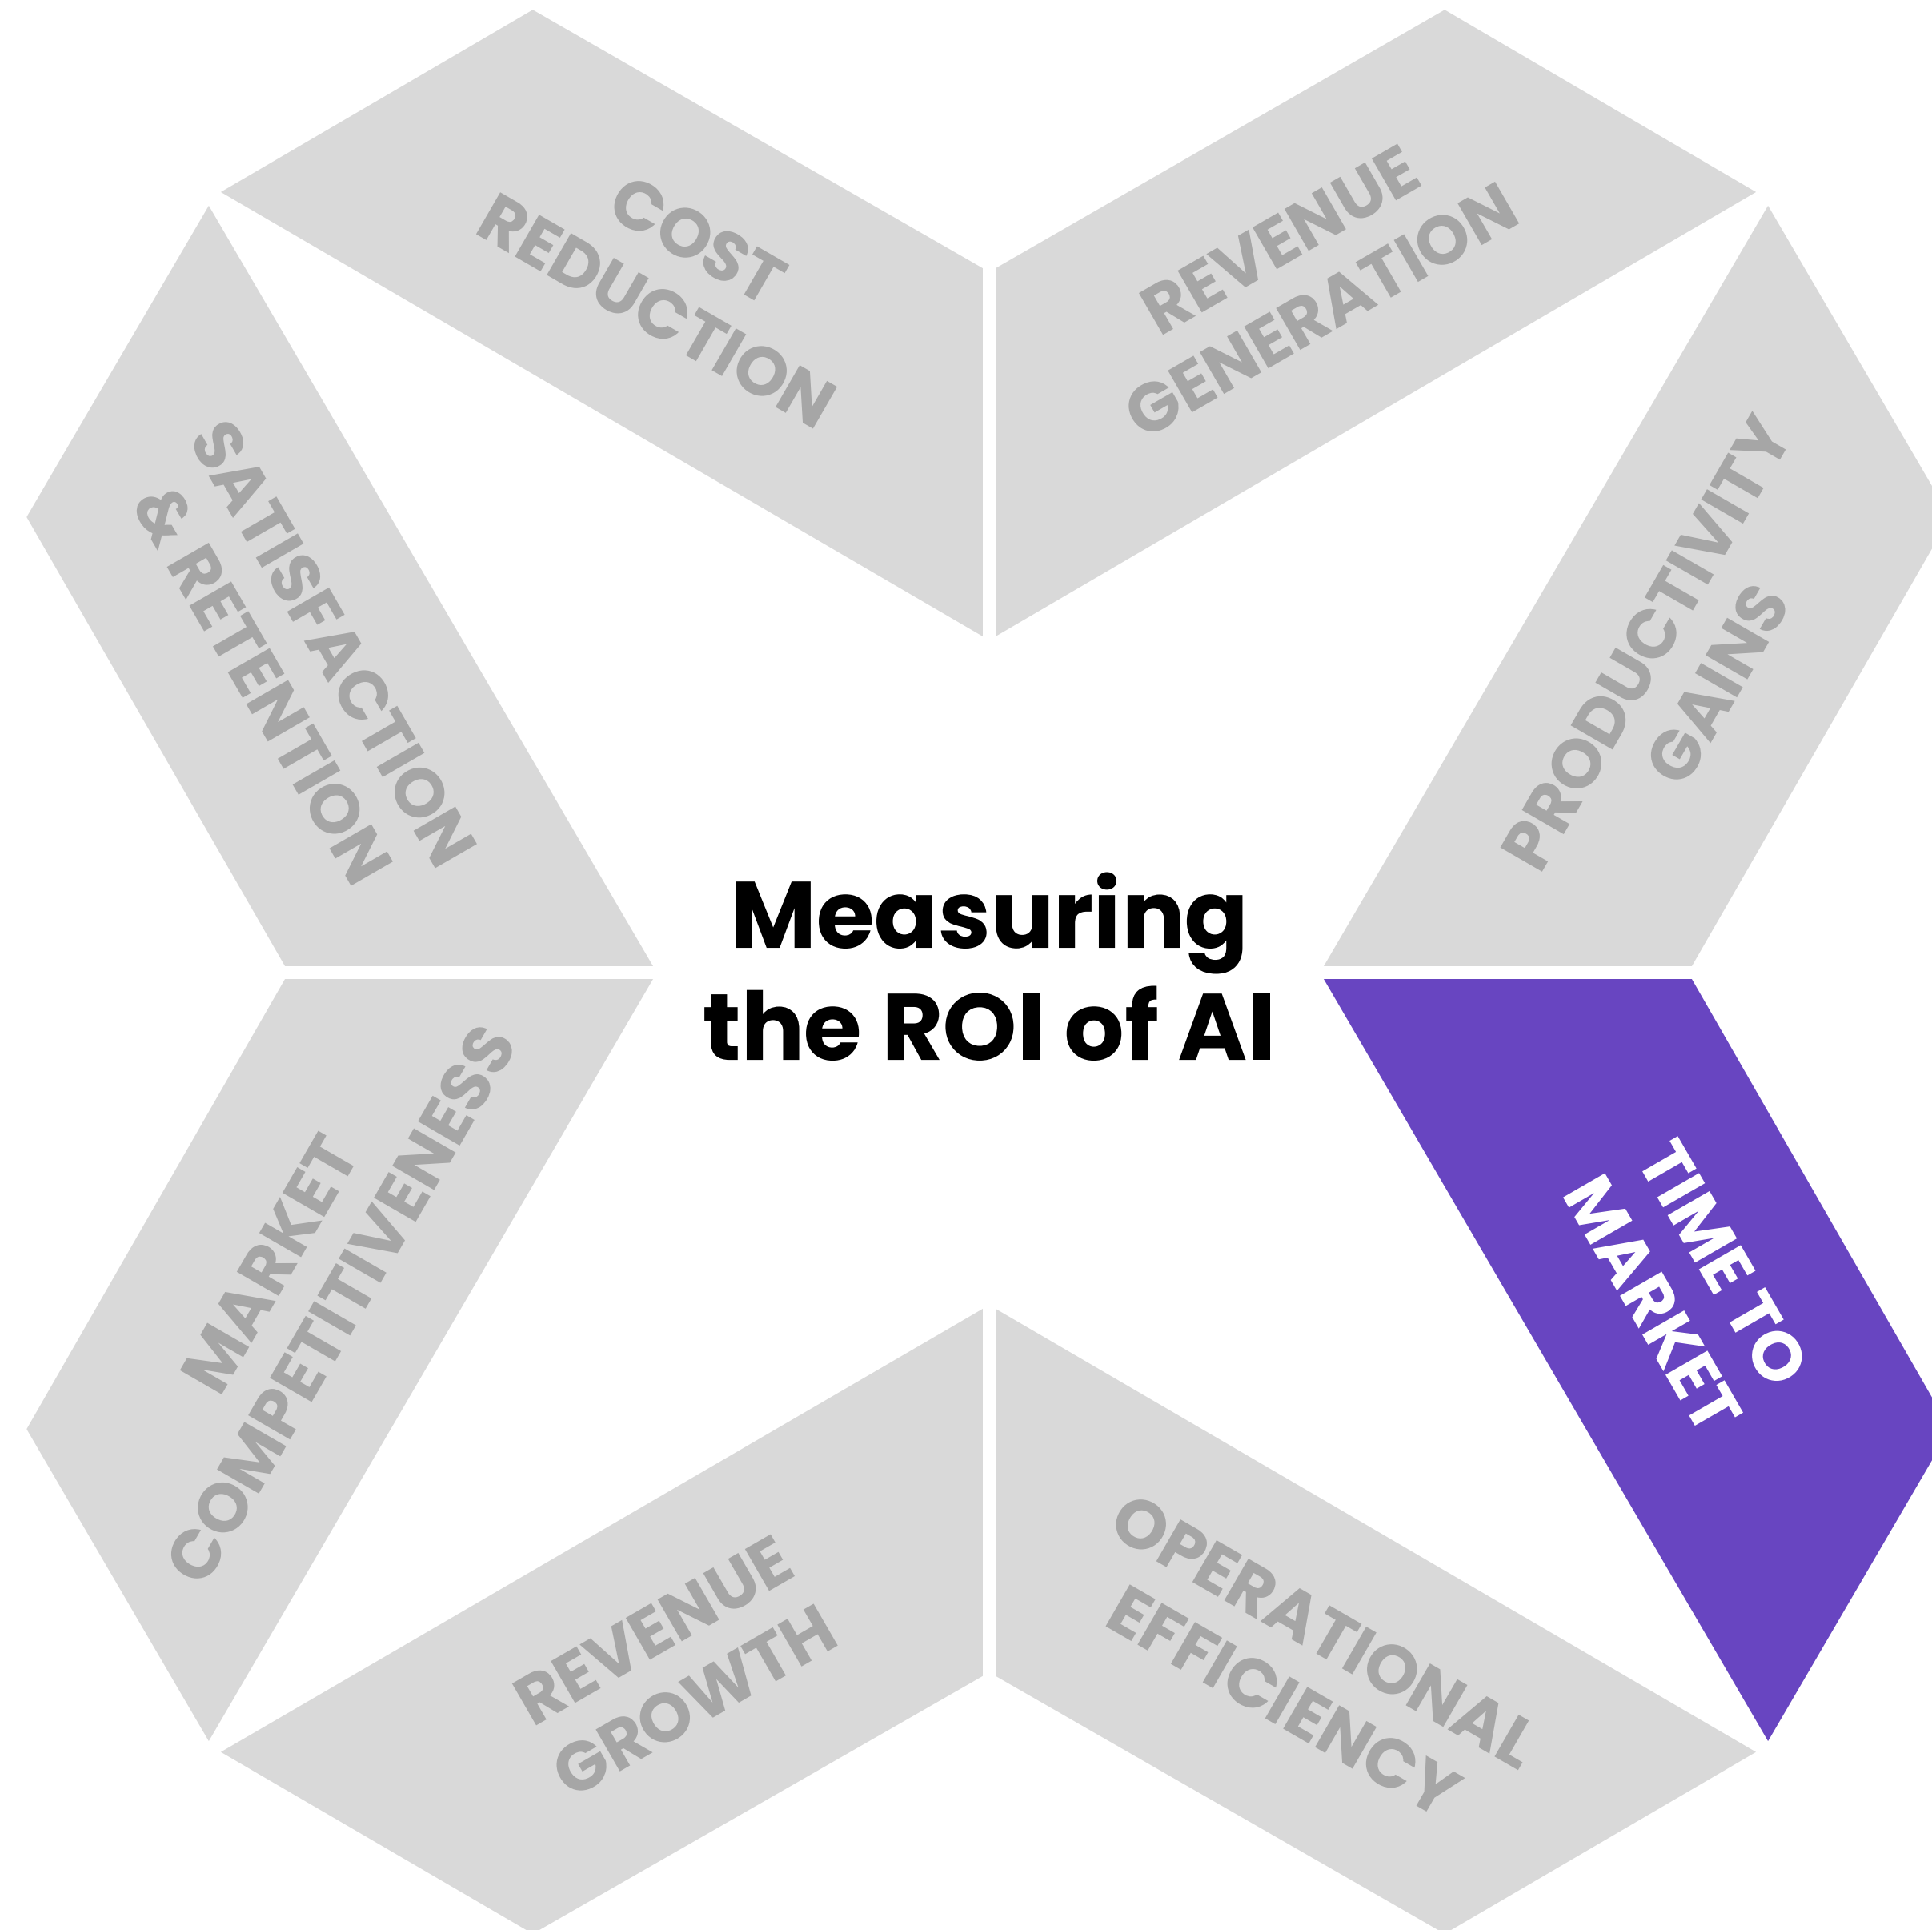 COST
REDUCTION
REVENUE
GENERATION
PRODUCTIVITY
GAINS
TIME TO
MARKET
OPERATIONAL
EFFICIENCY
REVENUE
GROWTH
MARKET
COMPETITIVENESS
SATISFACTION
& RETENTION
Measuring
the ROI of AI